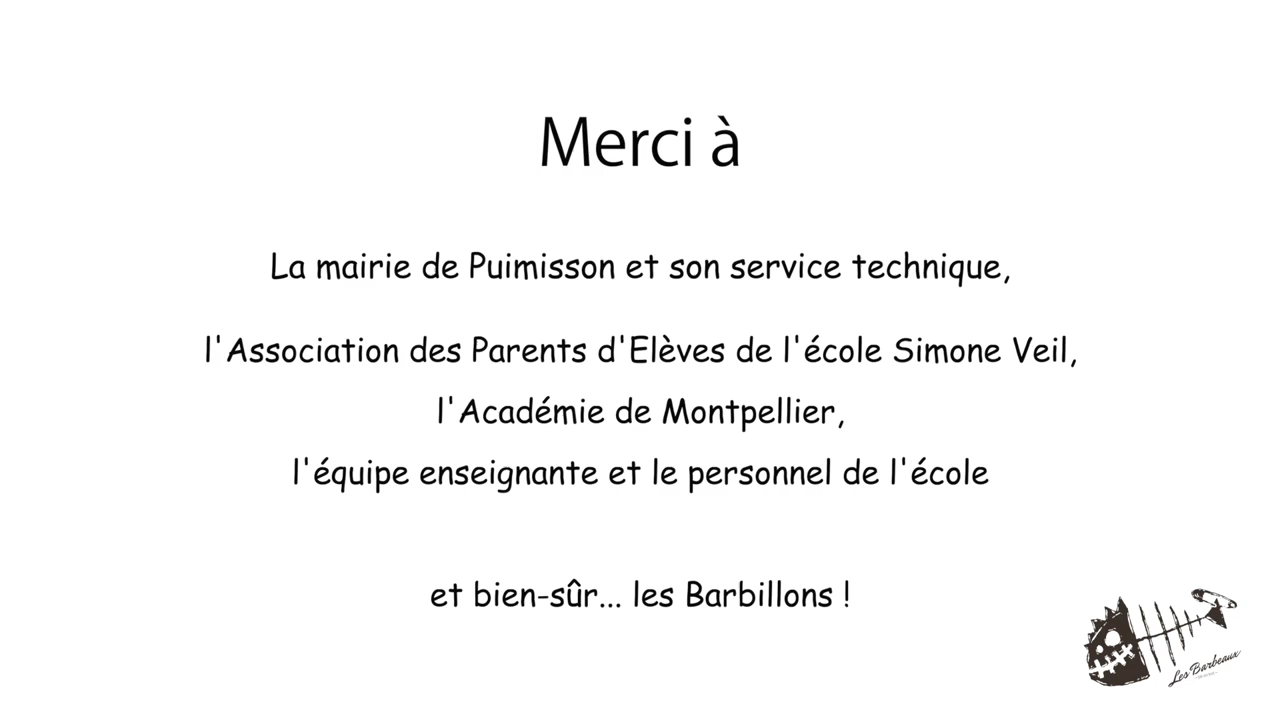 Merci à
La mairie de Puimisson et son service technique,
l'Association des Parents d'Elèves de l'école Simone Veil,
l'Académie de Montpellier,
l'équipe enseignante et le personnel de l'école
et bien-sûr... les Barbillons !
Les Barbeaux